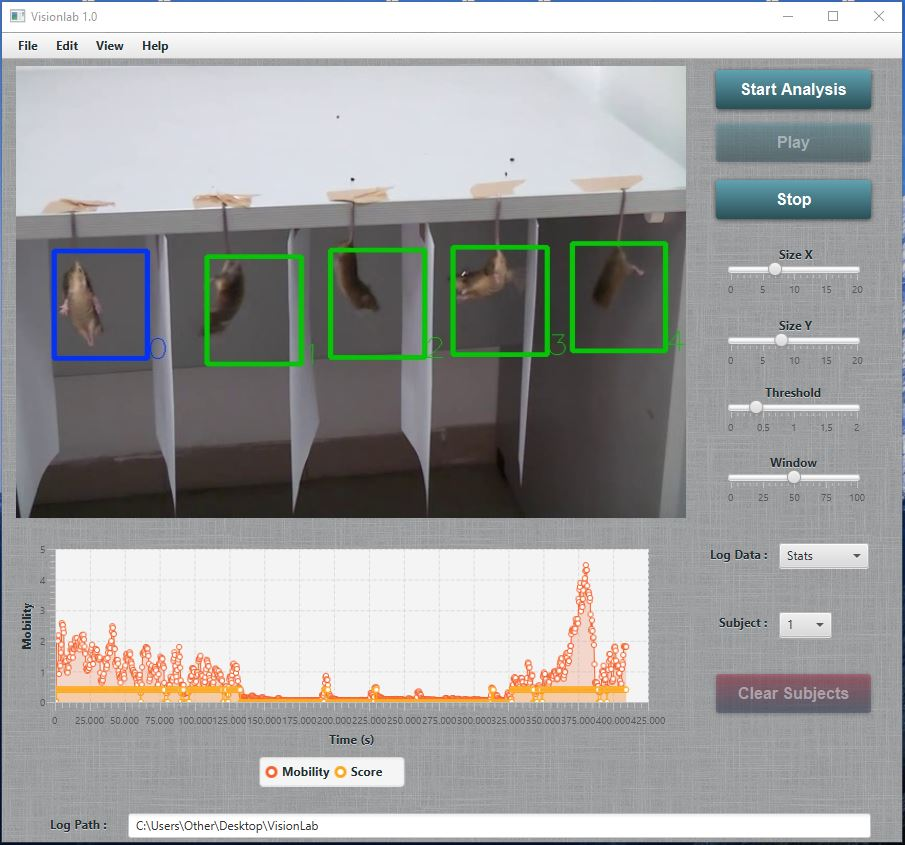 Visionlab 1.0
File Edit View Help
Start Analysis
Play
Stop
0 1 2 3 4
Size X
0 5 10 15 20
Size Y
0 5 10 15 20
Threshold
0 0.5 1 1.5 2
Window
0 25 50 75 100
Log Data : Stats
Subject : 1
Clear Subjects
5
4
3
2
1
0
Mobility
0 25.000 50.000 75.000 100.000 125.000 150.000 175.000 200.000 225.000 250.000 275.000 300.000 325.000 350.000 375.000 400.000 425.000
Time (s)
Mobility Score
Log Path : C:\Users\Other\Desktop\VisionLab